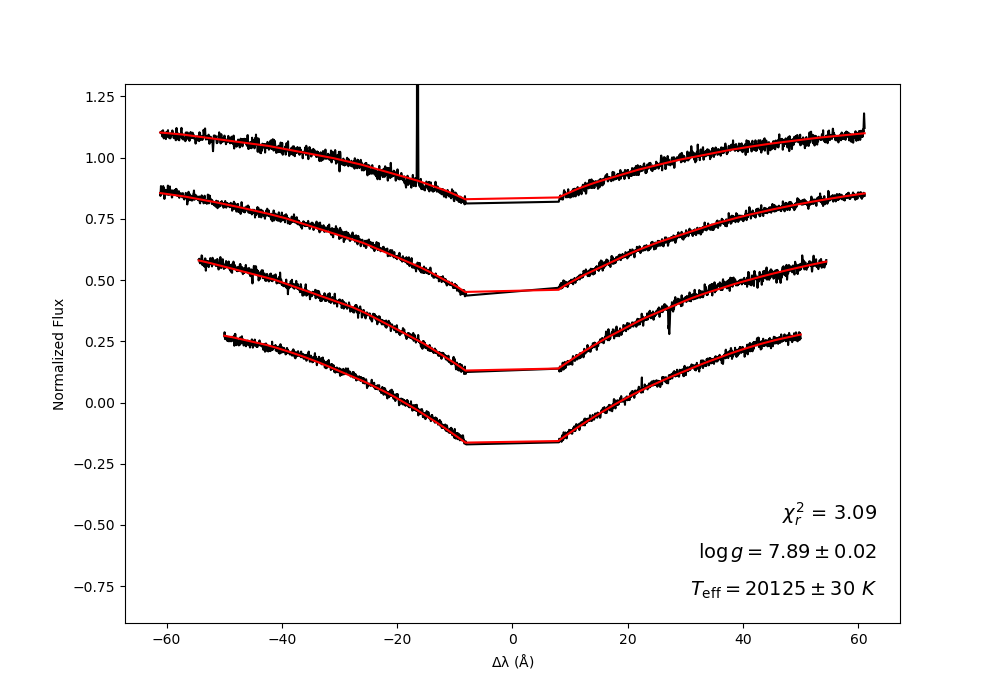 1.25
1.00
0.75
0.50
0.25
0.00
−0.25
−0.50
−0.75
Normalized Flux
χ²ᵣ = 3.09
log g = 7.89 ± 0.02
T_eff = 20125 ± 30 K
−60 −40 −20 0 20 40 60
Δλ (Å)